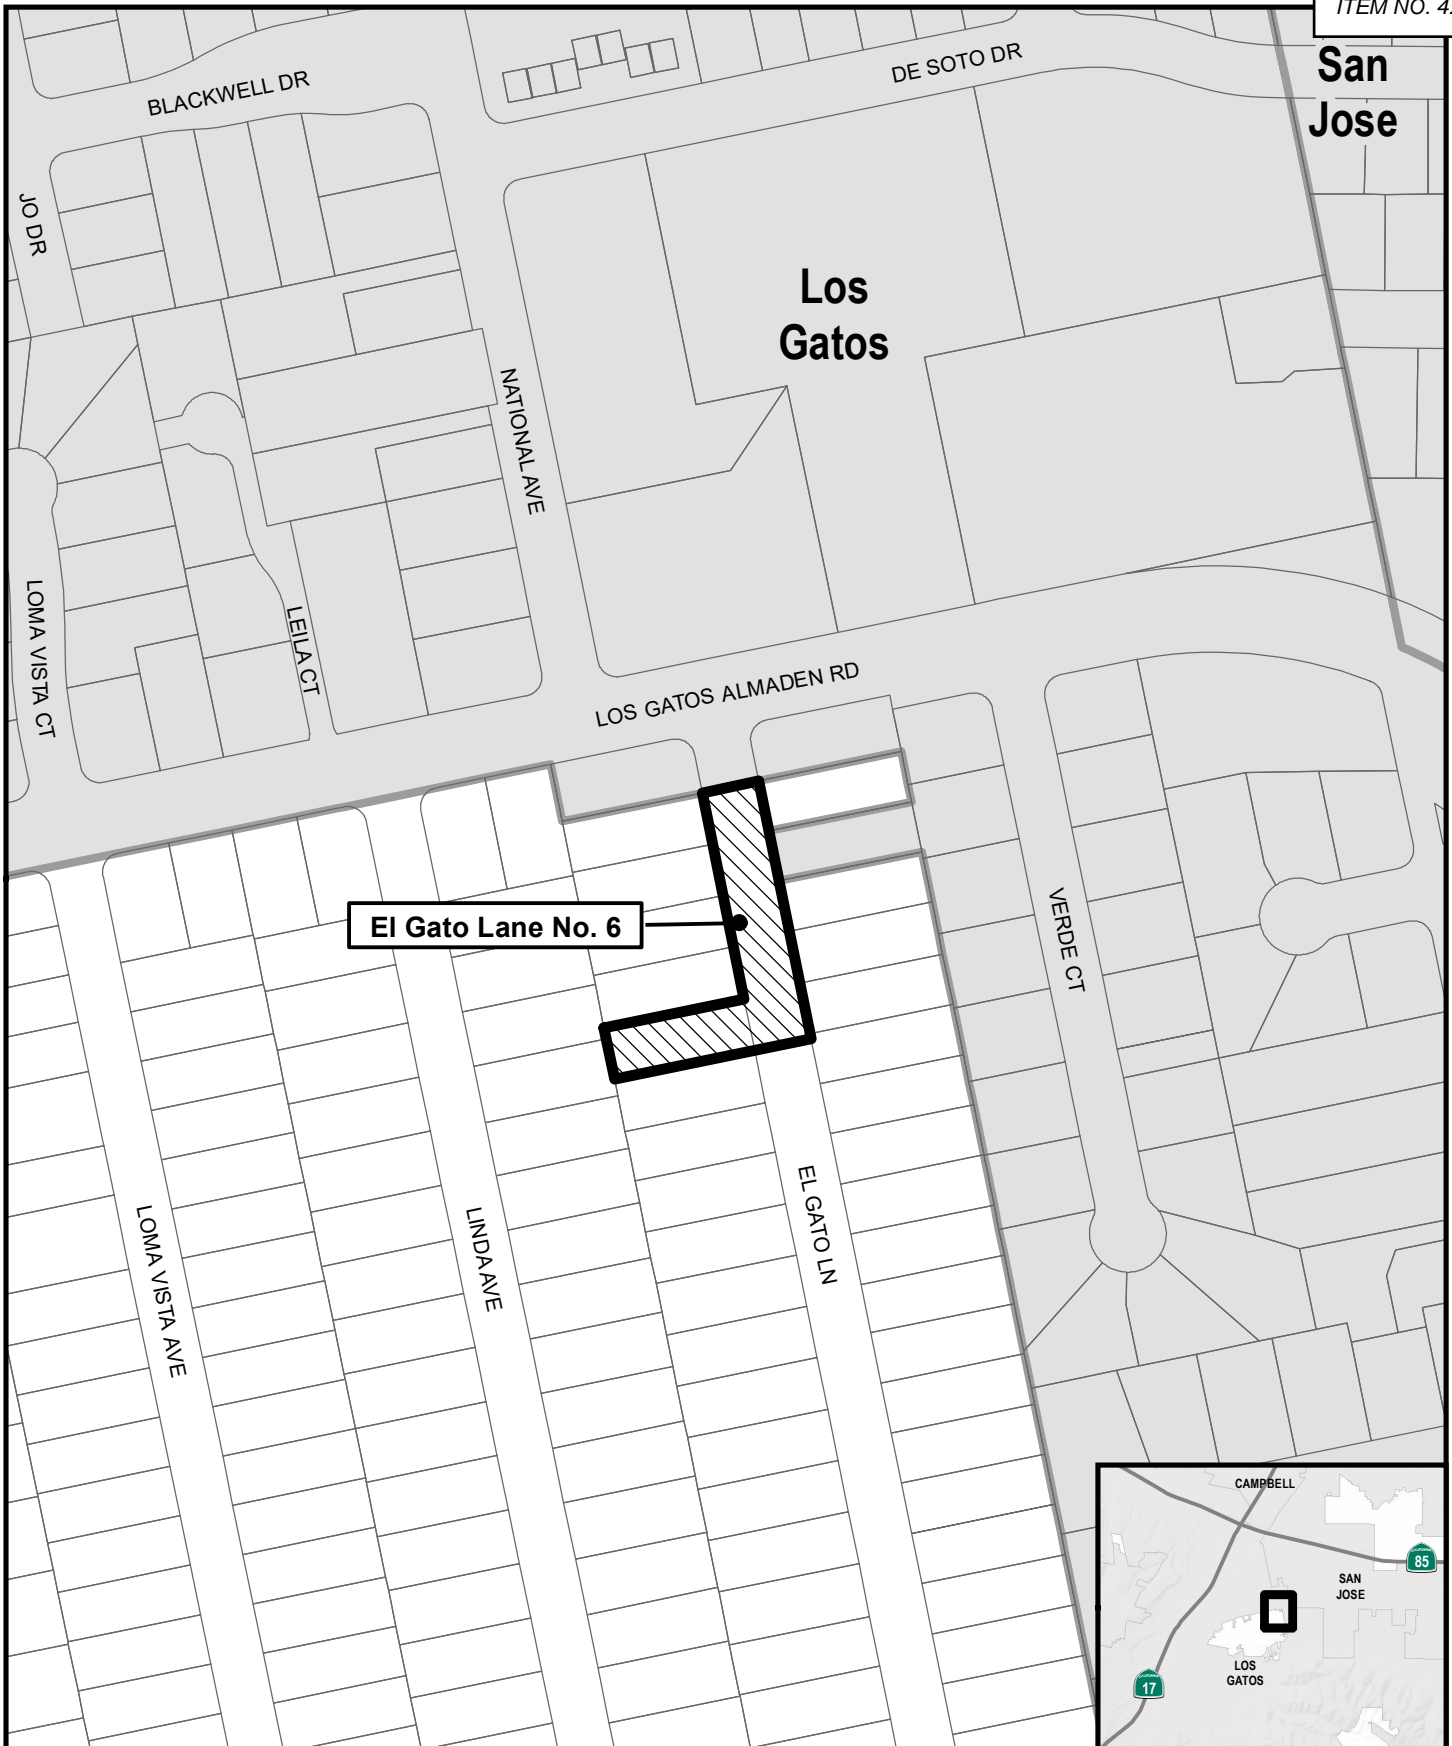 ITEM NO. 4.
San
Jose
DE SOTO DR
BLACKWELL DR
JO DR
Los
Gatos
NATIONAL AVE
LOMA VISTA CT
LEILA CT
LOS GATOS ALMADEN RD
El Gato Lane No. 6
VERDE CT
EL GATO LN
LINDA AVE
LOMA VISTA AVE
CAMPBELL
CALIFORNIA
85
SAN
JOSE
LOS
GATOS
CALIFORNIA
17